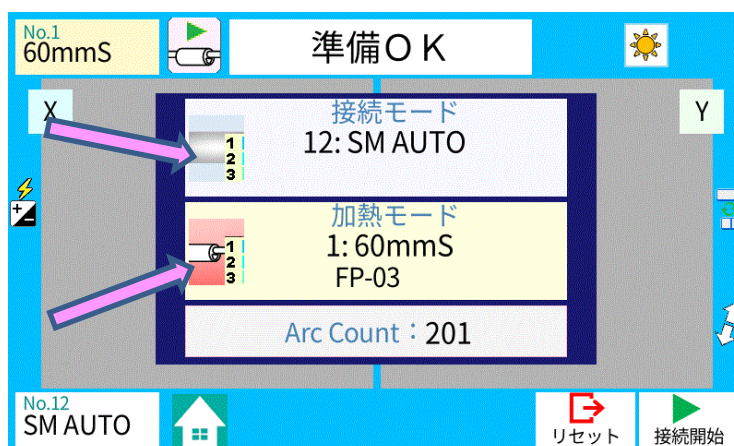 No.1
60mmS
準備ＯＫ
X
Y
接続モード
12: SM AUTO
1
2
3
加熱モード
1: 60mmS
FP-03
1
2
3
Arc Count：201
No.12
SM AUTO
リセット
接続開始